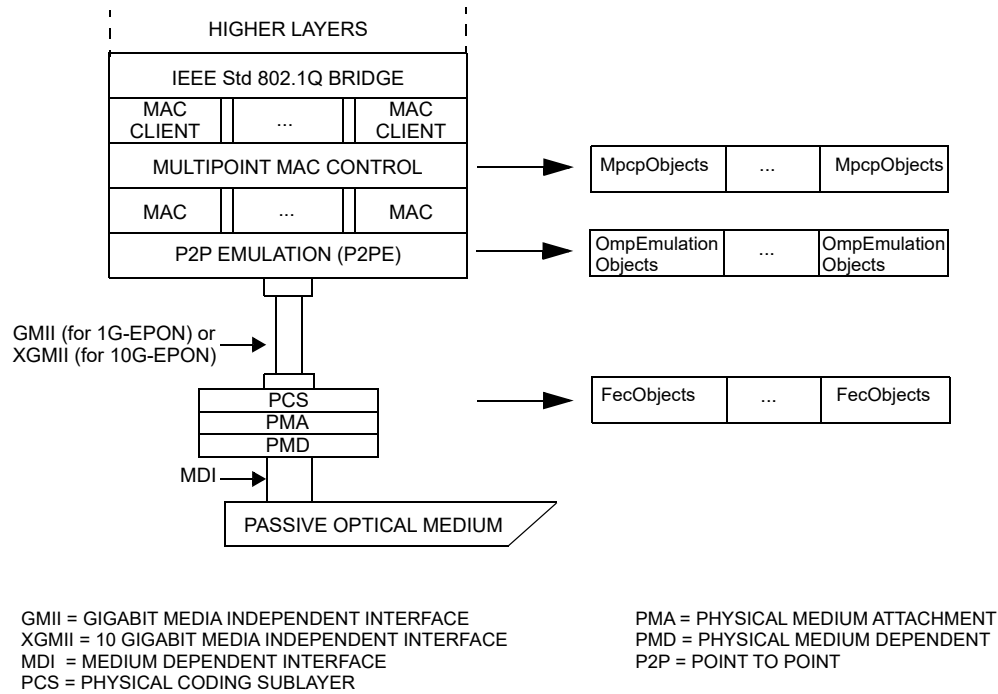 HIGHER LAYERS
IEEE Std 802.1Q BRIDGE
MAC CLIENT
...
MAC CLIENT
MULTIPOINT MAC CONTROL
MpcpObjects
...
MpcpObjects
MAC
...
MAC
P2P EMULATION (P2PE)
OmpEmulation
Objects
...
OmpEmulation
Objects
GMII (for 1G-EPON) or
XGMII (for 10G-EPON)
PCS
PMA
PMD
FecObjects
...
FecObjects
MDI
PASSIVE OPTICAL MEDIUM
GMII = GIGABIT MEDIA INDEPENDENT INTERFACE
XGMII = 10 GIGABIT MEDIA INDEPENDENT INTERFACE
MDI = MEDIUM DEPENDENT INTERFACE
PCS = PHYSICAL CODING SUBLAYER
PMA = PHYSICAL MEDIUM ATTACHMENT
PMD = PHYSICAL MEDIUM DEPENDENT
P2P = POINT TO POINT